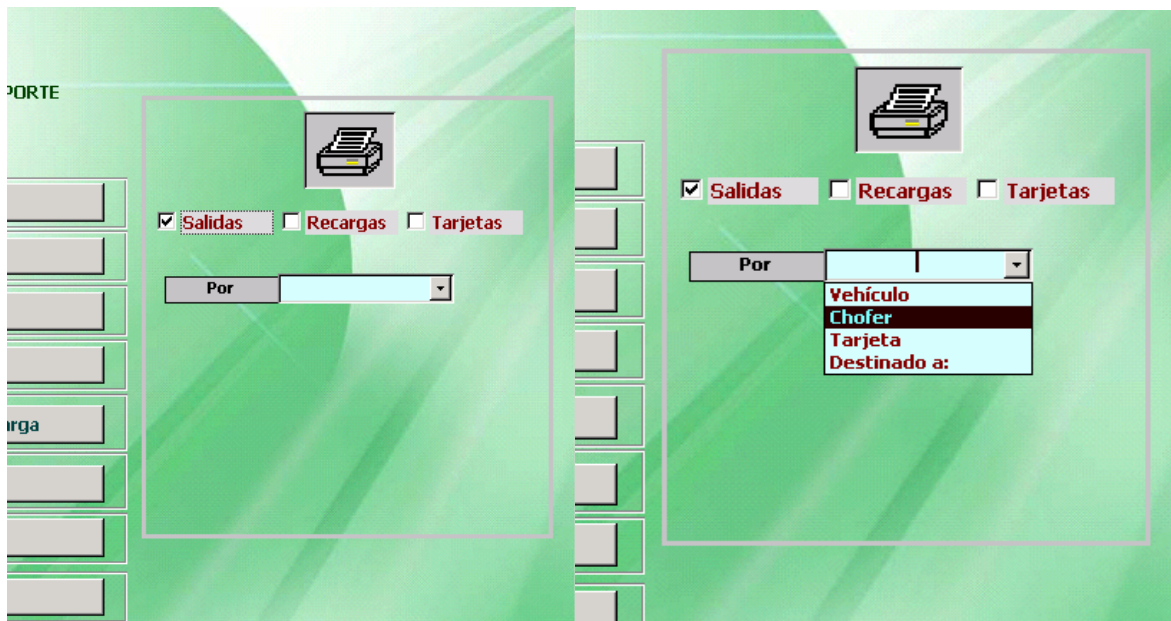 PORTE
Salidas Recargas Tarjetas
Por
arga
Salidas Recargas Tarjetas
Por
Vehículo
Chofer
Tarjeta
Destinado a: